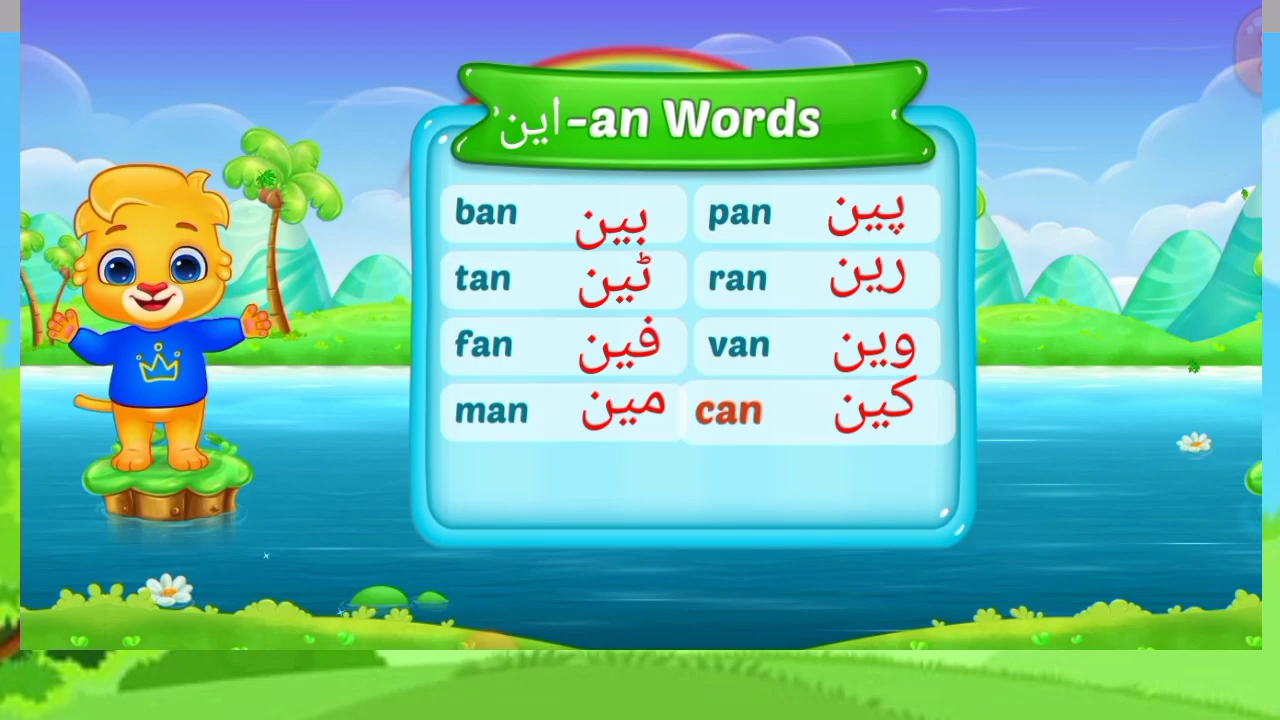 این -an Words
ban بین pan پین
tan ٹین ran رین
fan فین van وین
man مین can کین